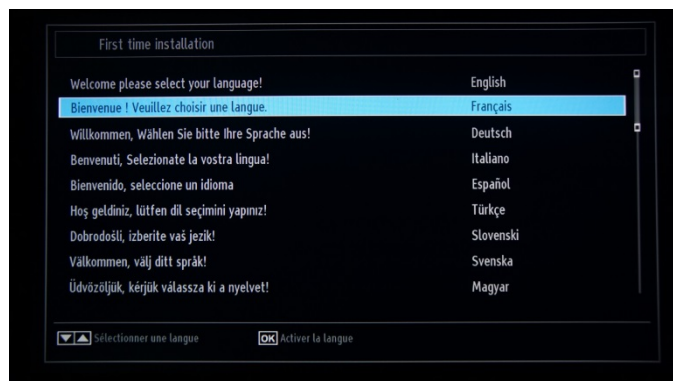 First time installation
Welcome please select your language! English
Bienvenue ! Veuillez choisir une langue. Français
Willkommen, Wählen Sie bitte Ihre Sprache aus! Deutsch
Benvenuti, Selezionate la vostra lingua! Italiano
Bienvenido, seleccione un idioma Español
Hoş geldiniz, lütfen dil seçimini yapınız! Türkçe
Dobrodošli, izberite vaš jezik! Slovenski
Välkommen, välj ditt språk! Svenska
Üdvözöljük, kérjük válassza ki a nyelvet! Magyar
Sélectionner une langue OK Activer la langue